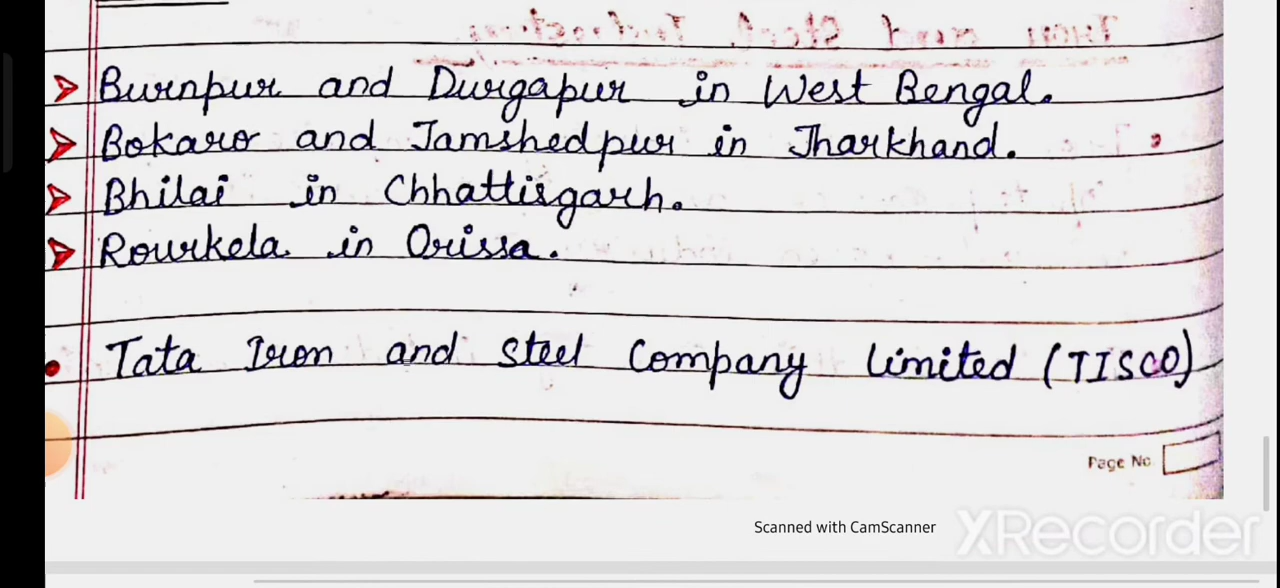 Burnpur and Durgapur in West Bengal.
Bokaro and Jamshedpur in Jharkhand.
Bhilai in Chhattisgarh.
Rourkela in Orissa.
Tata Iron and Steel Company Limited (TISCO)
Page No
Scanned with CamScanner
XRecorder